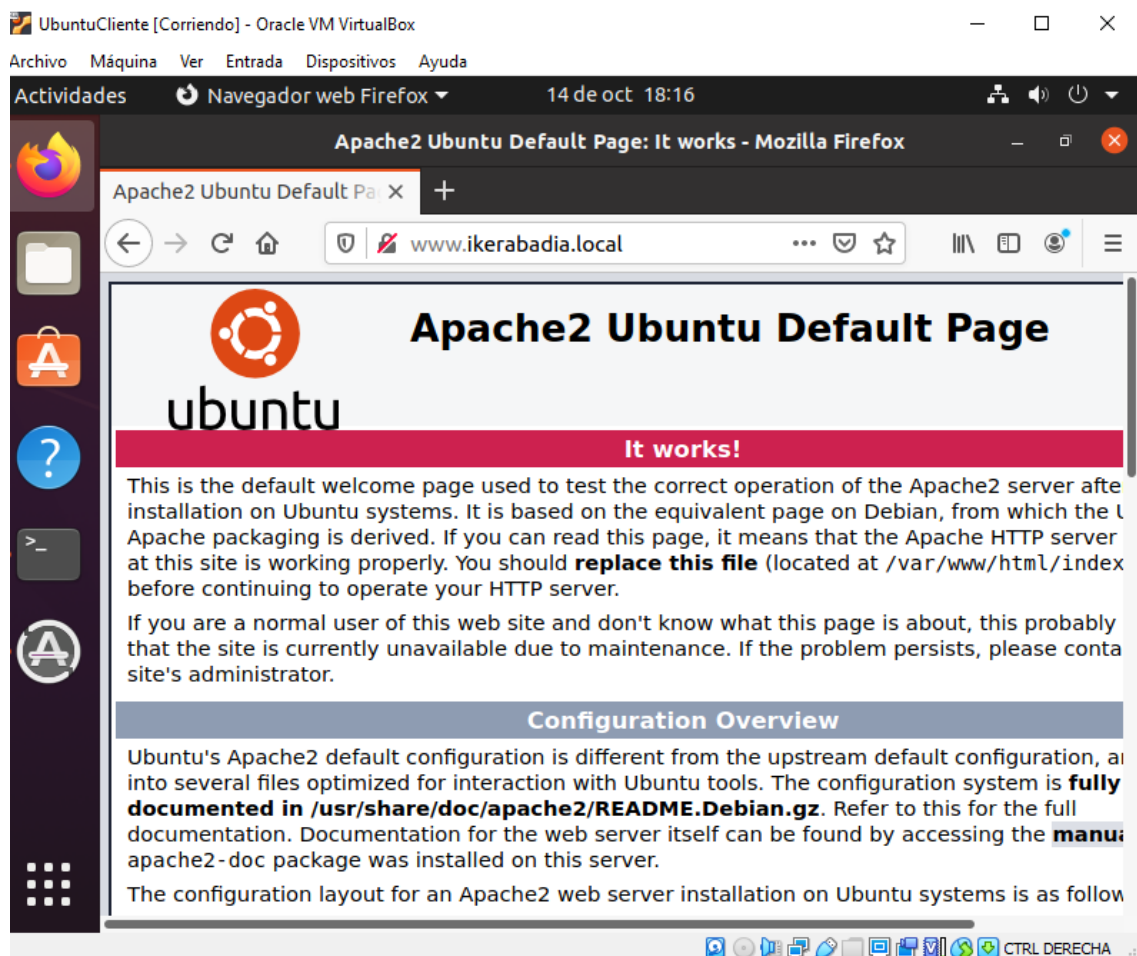 UbuntuCliente [Corriendo] - Oracle VM VirtualBox
Archivo Máquina Ver Entrada Dispositivos Ayuda
Actividades Navegador web Firefox 14 de oct 18:16
Apache2 Ubuntu Default Page: It works - Mozilla Firefox
Apache2 Ubuntu Default Pa
www.ikerabadia.local
Apache2 Ubuntu Default Page
ubuntu
It works!
This is the default welcome page used to test the correct operation of the Apache2 server afte
installation on Ubuntu systems. It is based on the equivalent page on Debian, from which the U
Apache packaging is derived. If you can read this page, it means that the Apache HTTP server
at this site is working properly. You should replace this file (located at /var/www/html/index
before continuing to operate your HTTP server.
If you are a normal user of this web site and don't know what this page is about, this probably
that the site is currently unavailable due to maintenance. If the problem persists, please conta
site's administrator.
Configuration Overview
Ubuntu's Apache2 default configuration is different from the upstream default configuration, a
into several files optimized for interaction with Ubuntu tools. The configuration system is fully
documented in /usr/share/doc/apache2/README.Debian.gz. Refer to this for the full
documentation. Documentation for the web server itself can be found by accessing the manua
apache2-doc package was installed on this server.
The configuration layout for an Apache2 web server installation on Ubuntu systems is as follow
CTRL DERECHA